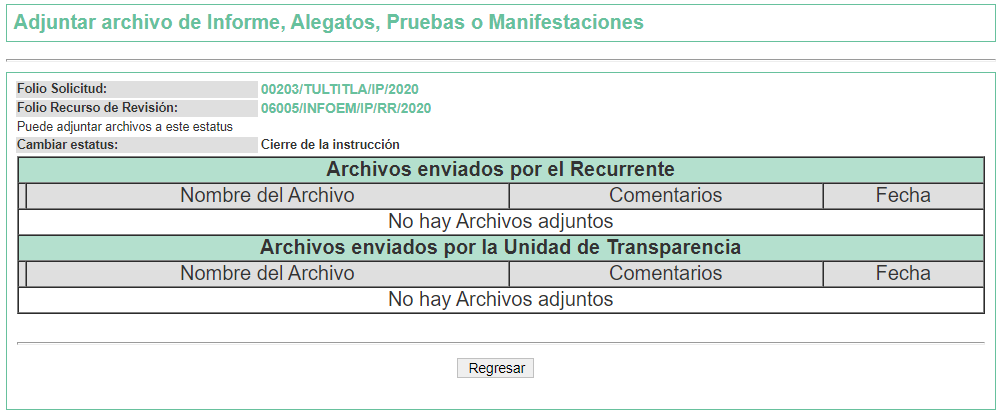 Adjuntar archivo de Informe, Alegatos, Pruebas o Manifestaciones
Folio Solicitud: 00203/TULTITLA/IP/2020
Folio Recurso de Revisión: 06005/INFOEM/IP/RR/2020
Puede adjuntar archivos a este estatus
Cambiar estatus: Cierre de la instrucción
Archivos enviados por el Recurrente
Nombre del Archivo Comentarios Fecha
No hay Archivos adjuntos
Archivos enviados por la Unidad de Transparencia
Nombre del Archivo Comentarios Fecha
No hay Archivos adjuntos
Regresar